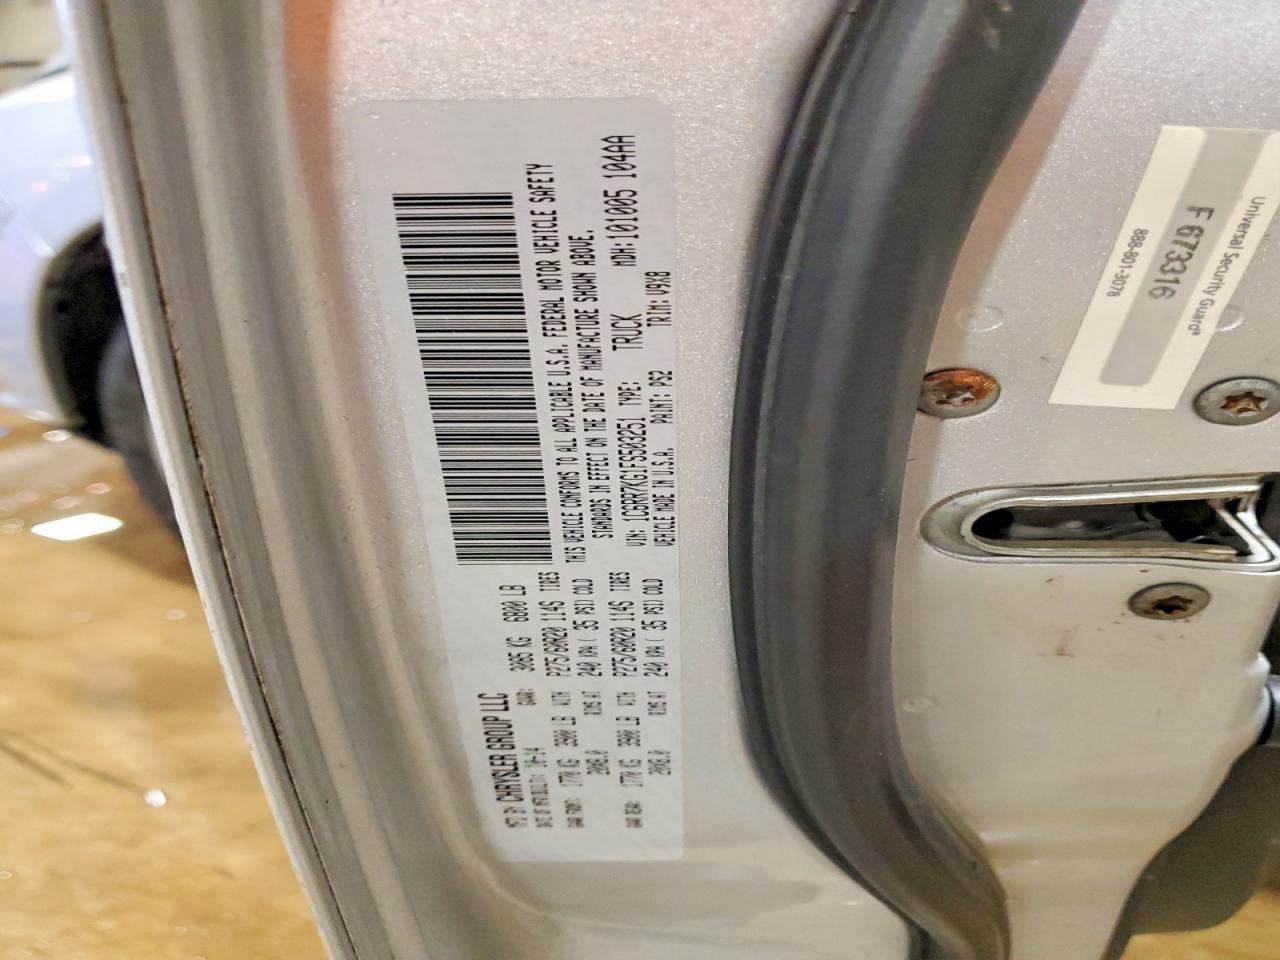 MFD BY: CHRYSLER GROUP LLC
DATE OF MFR (BLT): 10-14 GVWR: 3085 KG 6800 LB
GAWR FRONT: 1770 KG 3900 LB WITH P275/60R20 114S TIRES
20X8.0 RIMS AT 240 KPA ( 35 PSI) COLD
GAWR REAR: 1770 KG 3900 LB WITH P275/60R20 114S TIRES
20X8.0 RIMS AT 240 KPA ( 35 PSI) COLD
THIS VEHICLE CONFORMS TO ALL APPLICABLE U.S.A. FEDERAL MOTOR VEHICLE SAFETY
STANDARDS IN EFFECT ON THE DATE OF MANUFACTURE SHOWN ABOVE.
VIN: 1C6RR7KG1FS503251 TYPE: TRUCK MDH: 101005 104AA
VEHICLE MADE IN U.S.A. PAINT: PS2 TRIM: V9X8
Universal Security Guard®
F 673316
888-801-3078